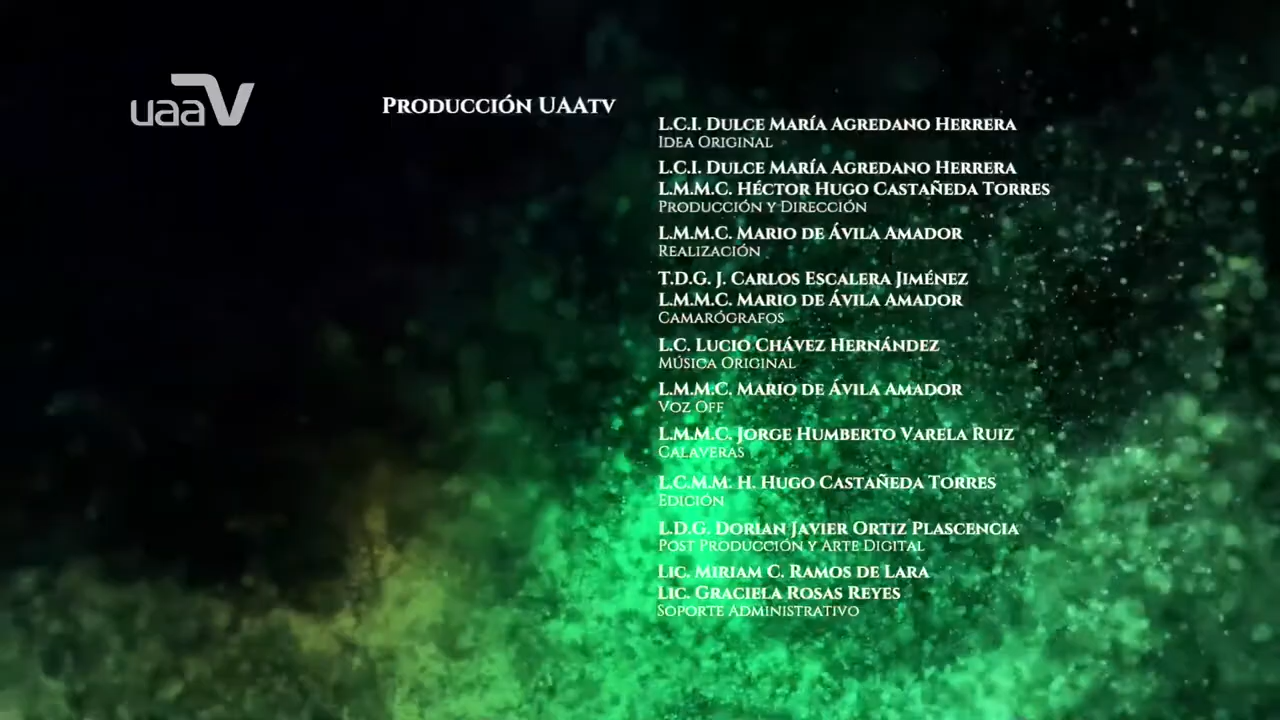 uaaTV
Producción UAAtv
L.C.I. Dulce María Agredano Herrera
Idea Original
L.C.I. Dulce María Agredano Herrera
L.M.M.C. Héctor Hugo Castañeda Torres
Producción y Dirección
L.M.M.C. Mario de Ávila Amador
Realización
T.D.G. J. Carlos Escalera Jiménez
L.M.M.C. Mario de Ávila Amador
Camarógrafos
L.C. Lucio Chávez Hernández
Música Original
L.M.M.C. Mario de Ávila Amador
Voz Off
L.M.M.C. Jorge Humberto Varela Ruiz
Calaveras
L.C.M.M. H. Hugo Castañeda Torres
Edición
L.D.G. Dorian Javier Ortiz Plascencia
Post Producción y Arte Digital
Lic. Miriam C. Ramos de Lara
Lic. Graciela Rosas Reyes
Soporte Administrativo